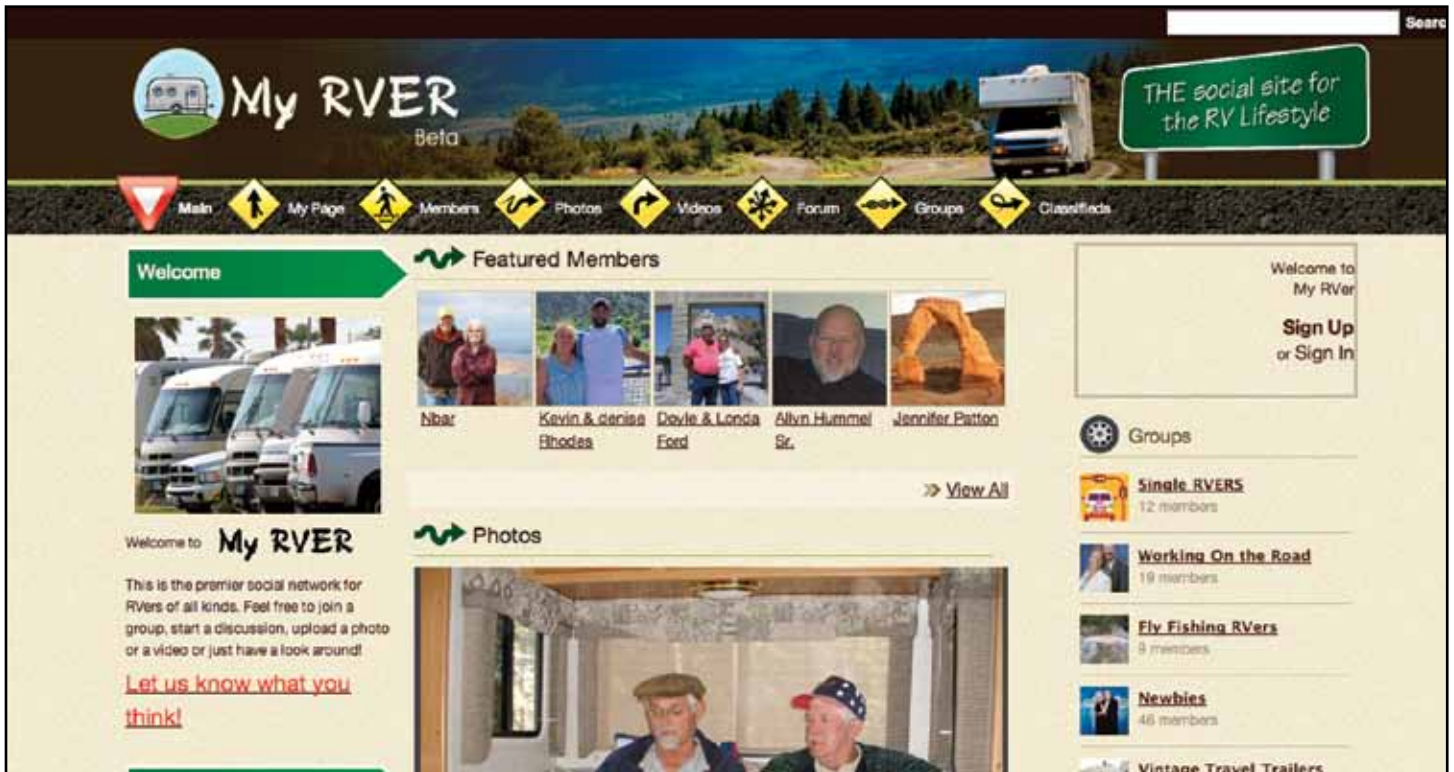 Searc
My RVER
Beta
THE social site for
the RV Lifestyle
Main
My Page
Members
Photos
Videos
Forum
Groups
Classifieds
Welcome
Welcome to My RVER
This is the premier social network for
RVers of all kinds. Feel free to join a
group, start a discussion, upload a photo
or a video or just have a look around!
Let us know what you
think!
Featured Members
Nbar
Kevin & denise
Rhodes
Doyle & Londa
Ford
Allyn Hummel
Sr.
Jennifer Patton
View All
Photos
Welcome to
My RVer
Sign Up
or Sign In
Groups
Single RVERS
12 members
Working On the Road
19 members
Fly Fishing RVers
9 members
Newbies
46 members
Vintage Travel Trailers